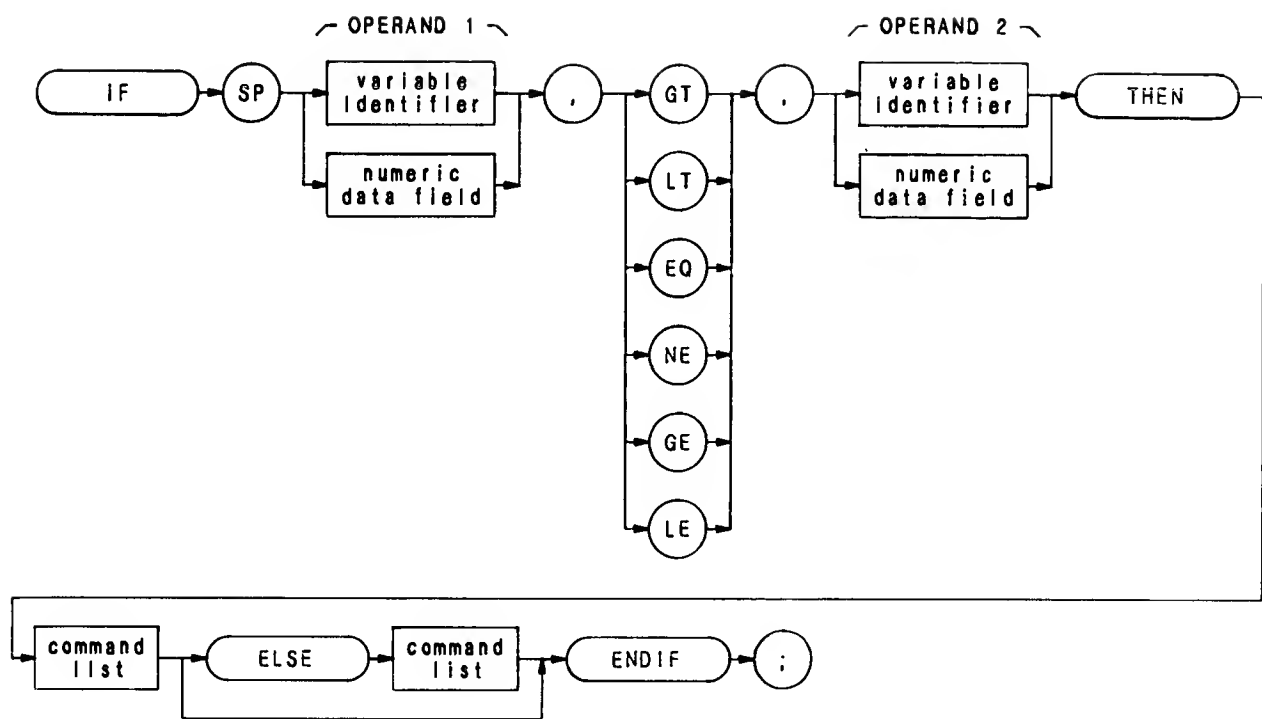 OPERAND 1
OPERAND 2
IF
SP
variable
identifier
,
GT
,
variable
identifier
THEN
numeric
data field
LT
numeric
data field
EQ
NE
GE
LE
command
list
ELSE
command
list
ENDIF
;